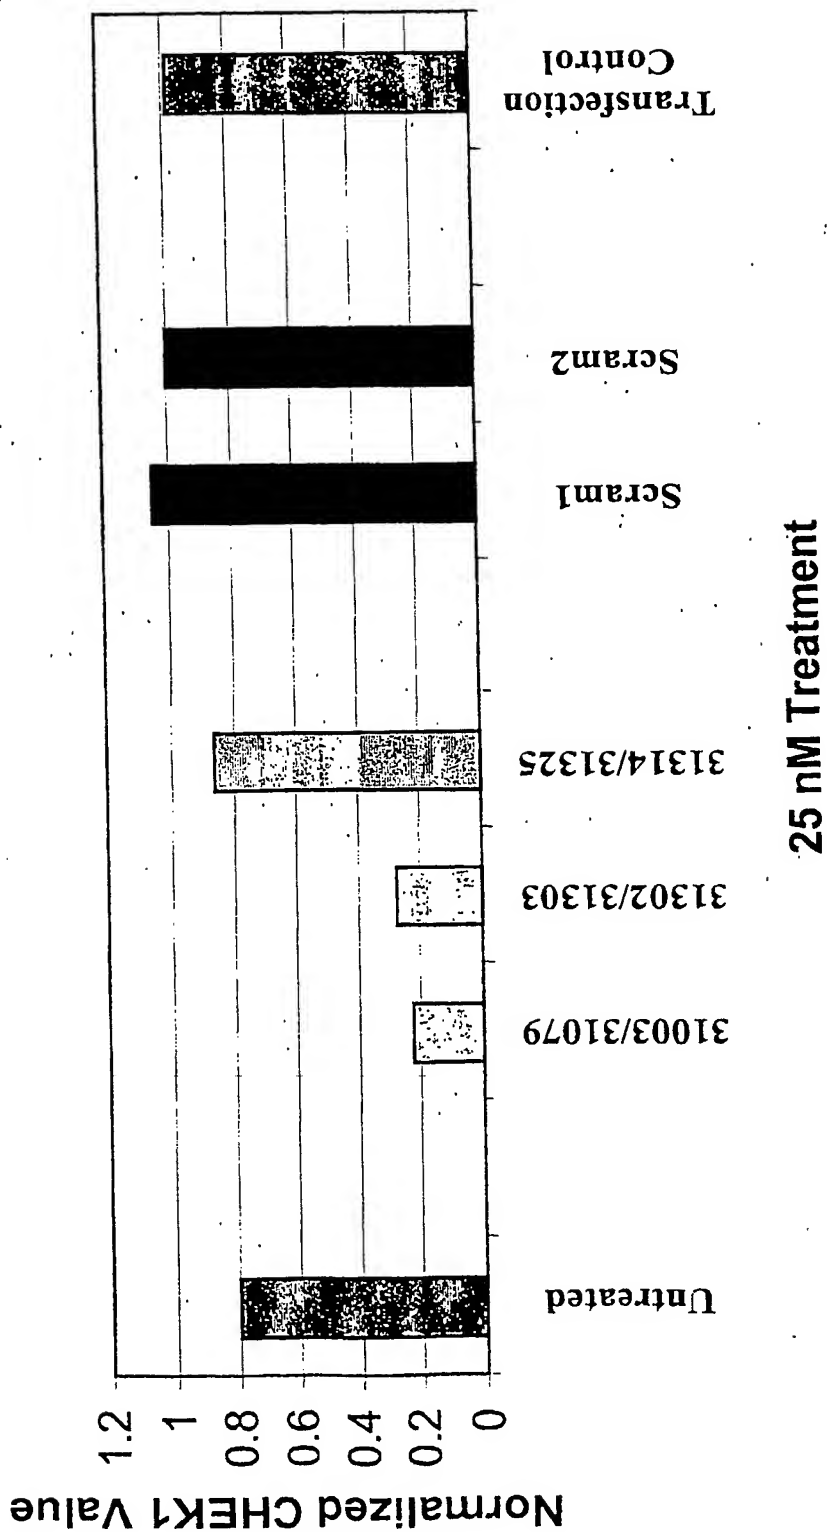 Normalized CHEK1 Value
1.2
1
0.8
0.6
0.4
0.2
0
Untreated
31003/31079
31302/31303
31314/31325
Scram1
Scram2
Transfection
Control
25 nM Treatment